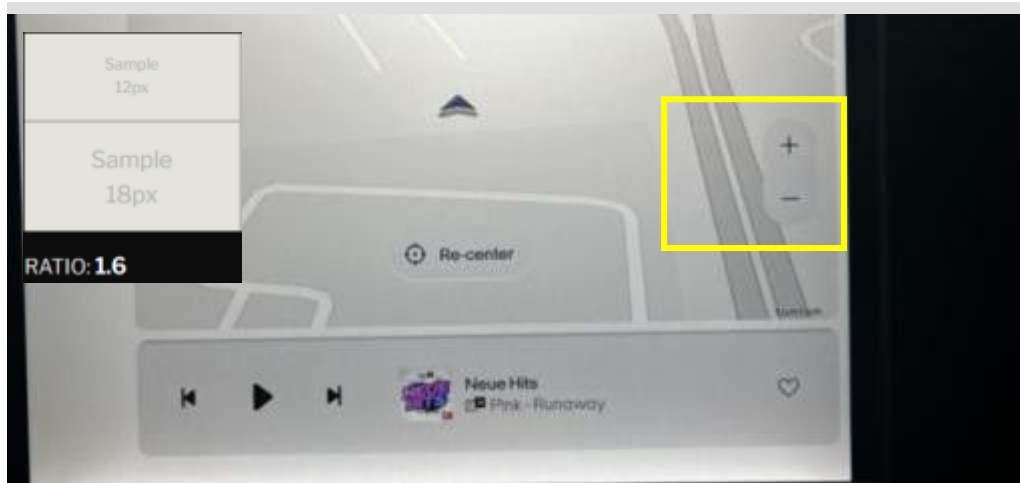 Sample
12px
Sample
18px
RATIO: 1.6
+
−
Re-center
tomtom
Neue Hits
P!nk - Runaway